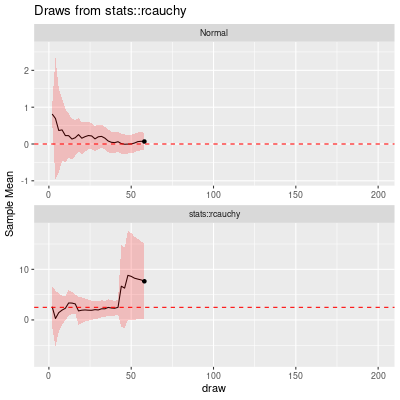 Draws from stats::rcauchy
Normal
2
1
0
-1
0 50 100 150 200
stats::rcauchy
10
0
0 50 100 150 200
Sample Mean
draw